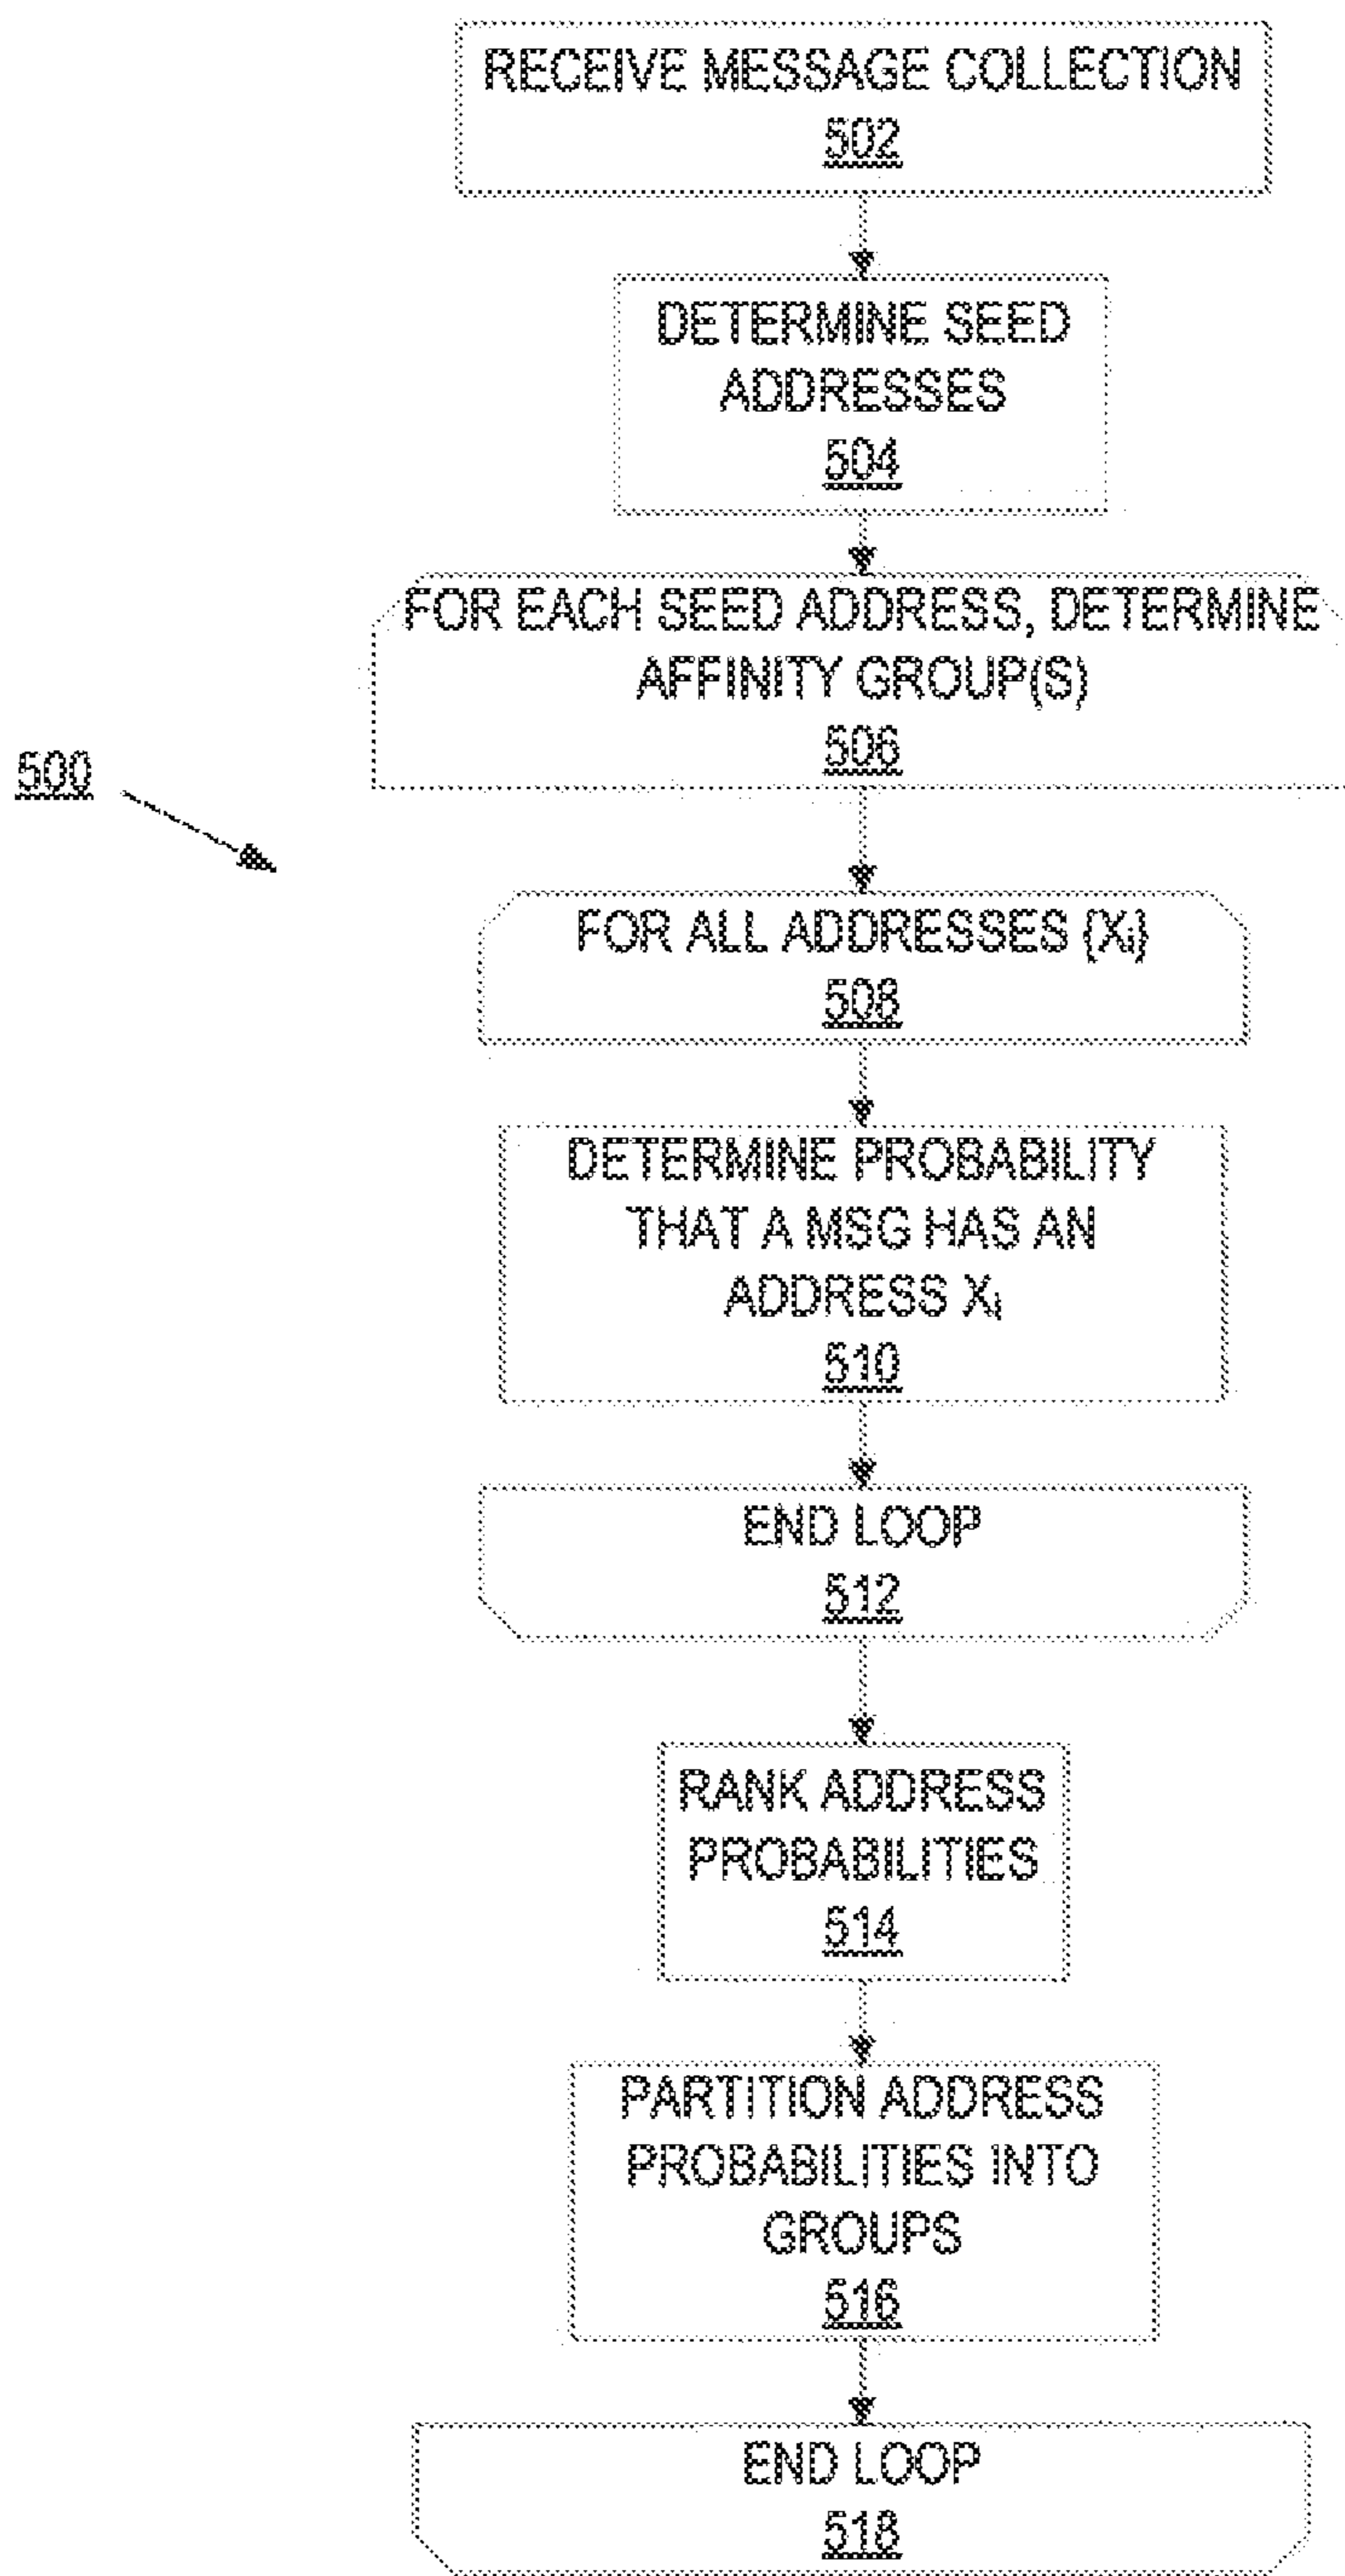 RECEIVE MESSAGE COLLECTION
502
DETERMINE SEED
ADDRESSES
504
FOR EACH SEED ADDRESS, DETERMINE
AFFINITY GROUP(S)
506
500
FOR ALL ADDRESSES {Xi}
508
DETERMINE PROBABILITY
THAT A MSG HAS AN
ADDRESS Xi
510
END LOOP
512
RANK ADDRESS
PROBABILITIES
514
PARTITION ADDRESS
PROBABILITIES INTO
GROUPS
516
END LOOP
518